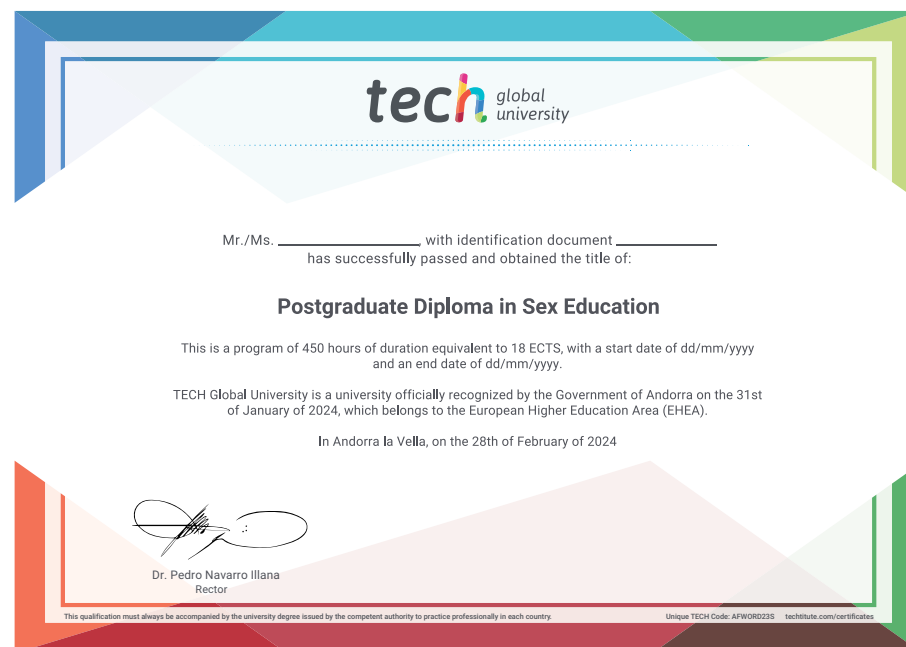 tech global university
Mr./Ms. ______________, with identification document __________
has successfully passed and obtained the title of:
Postgraduate Diploma in Sex Education
This is a program of 450 hours of duration equivalent to 18 ECTS, with a start date of dd/mm/yyyy
and an end date of dd/mm/yyyy.
TECH Global University is a university officially recognized by the Government of Andorra on the 31st
of January of 2024, which belongs to the European Higher Education Area (EHEA).
In Andorra la Vella, on the 28th of February of 2024
Dr. Pedro Navarro Illana
Rector
This qualification must always be accompanied by the university degree issued by the competent authority to practice professionally in each country. Unique TECH Code: AFWORD23S techtitute.com/certificates